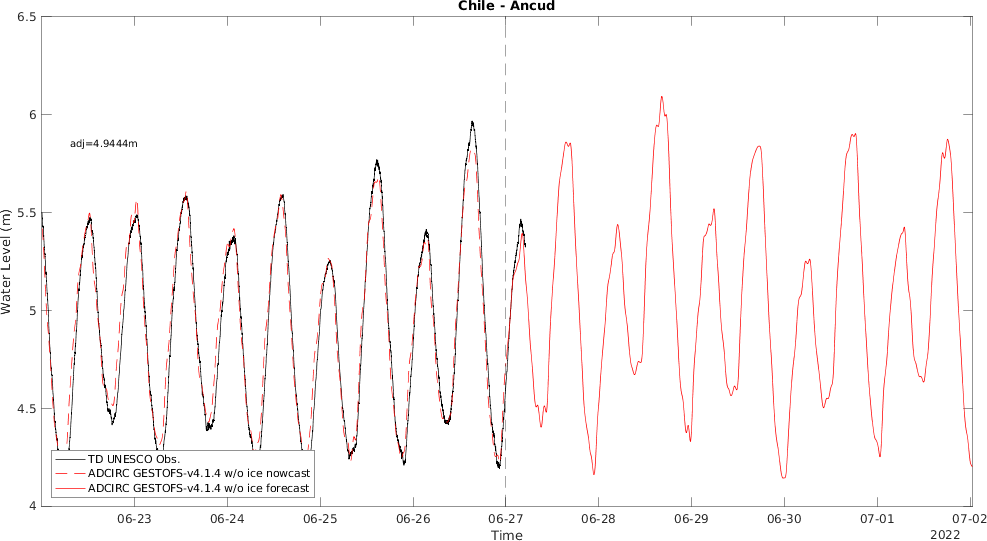 Chile - Ancud
6.5
6
5.5
5
4.5
4
Water Level (m)
adj=4.9444m
TD UNESCO Obs.
ADCIRC GESTOFS-v4.1.4 w/o ice nowcast
ADCIRC GESTOFS-v4.1.4 w/o ice forecast
06-23 06-24 06-25 06-26 06-27 06-28 06-29 06-30 07-01 07-02
Time
2022